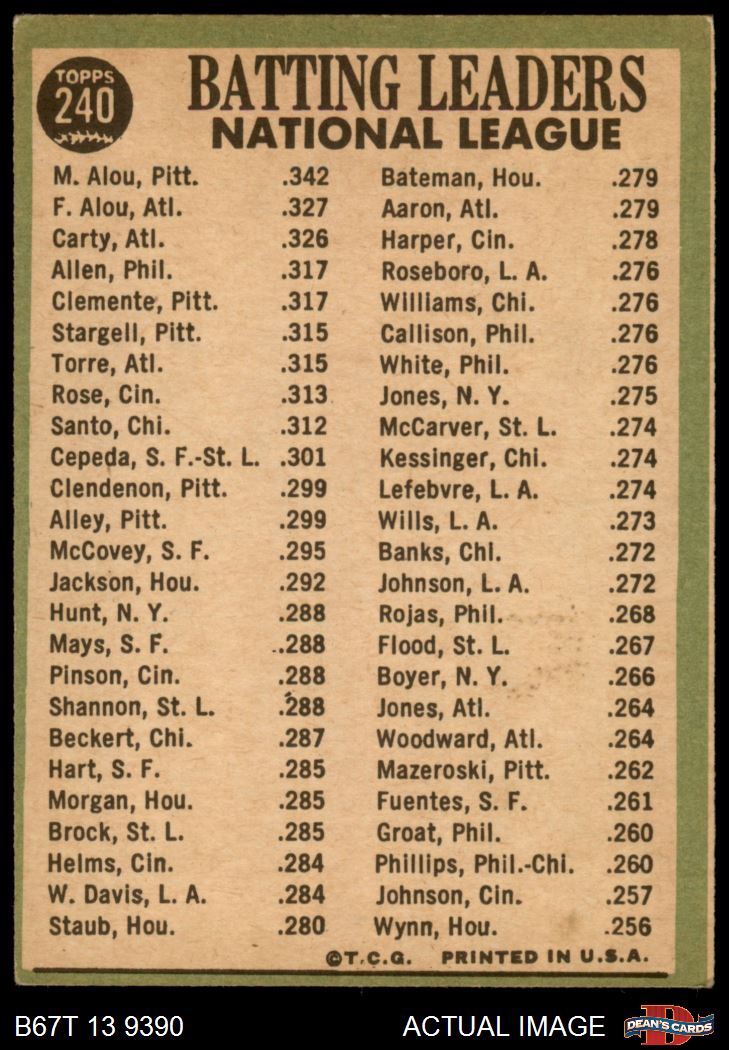 TOPPS
240
BATTING LEADERS
NATIONAL LEAGUE
M. Alou, Pitt. .342
F. Alou, Atl. .327
Carty, Atl. .326
Allen, Phil. .317
Clemente, Pitt. .317
Stargell, Pitt. .315
Torre, Atl. .315
Rose, Cin. .313
Santo, Chi. .312
Cepeda, S. F.-St. L. .301
Clendenon, Pitt. .299
Alley, Pitt. .299
McCovey, S. F. .295
Jackson, Hou. .292
Hunt, N. Y. .288
Mays, S. F. .288
Pinson, Cin. .288
Shannon, St. L. .288
Beckert, Chi. .287
Hart, S. F. .285
Morgan, Hou. .285
Brock, St. L. .285
Helms, Cin. .284
W. Davis, L. A. .284
Staub, Hou. .280
Bateman, Hou. .279
Aaron, Atl. .279
Harper, Cin. .278
Roseboro, L. A. .276
Williams, Chi. .276
Callison, Phil. .276
White, Phil. .276
Jones, N. Y. .275
McCarver, St. L. .274
Kessinger, Chi. .274
Lefebvre, L. A. .274
Wills, L. A. .273
Banks, Chi. .272
Johnson, L. A. .272
Rojas, Phil. .268
Flood, St. L. .267
Boyer, N. Y. .266
Jones, Atl. .264
Woodward, Atl. .264
Mazeroski, Pitt. .262
Fuentes, S. F. .261
Groat, Phil. .260
Phillips, Phil.-Chi. .260
Johnson, Cin. .257
Wynn, Hou. .256
©T.C.G. PRINTED IN U.S.A.
B67T 13 9390 ACTUAL IMAGE
D
DEAN'S CARDS